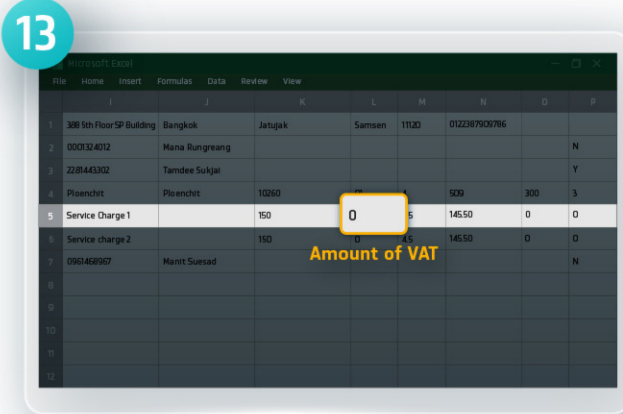 13
Microsoft Excel
File Home Insert Formulas Data Review View
I J K L M N O P
1 388 5th Floor SP Building Bangkok Jatujak Samsen 11120 0122387909786
2 0001324012 Mana Rungreang N
3 2281443302 Tamdee Sukjai Y
4 Ploenchit Ploenchit 10260 509 300 3
5 Service Charge 1 150 0 5 145.50 0 0
6 Service charge 2 150 0 4.5 145.50 0 0
Amount of VAT
7 0961468967 Manit Suesad N
8
9
10
11
12